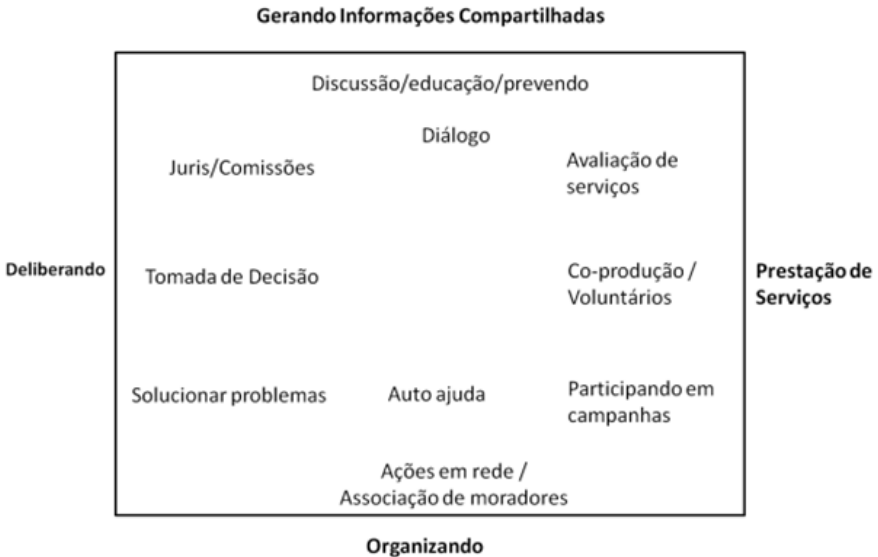 Gerando Informações Compartilhadas
Discussão/educação/prevendo
Diálogo
Juris/Comissões
Avaliação de
serviços
Deliberando
Tomada de Decisão
Co-produção /
Voluntários
Prestação de
Serviços
Solucionar problemas
Auto ajuda
Participando em
campanhas
Ações em rede /
Associação de moradores
Organizando